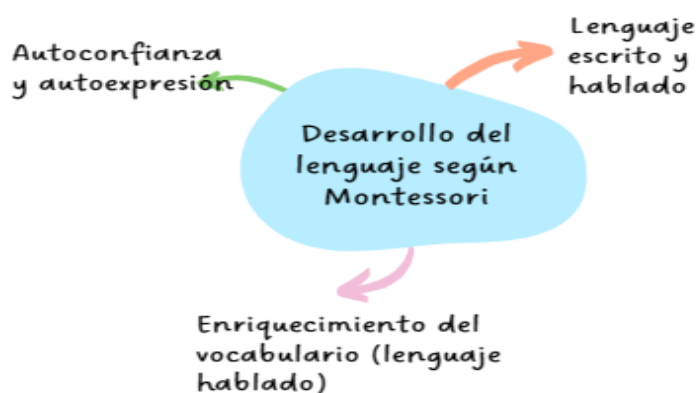 Autoconfianza
y autoexpresión
Lenguaje
escrito y
hablado
Desarrollo del
lenguaje según
Montessori
Enriquecimiento del
vocabulario (lenguaje
hablado)